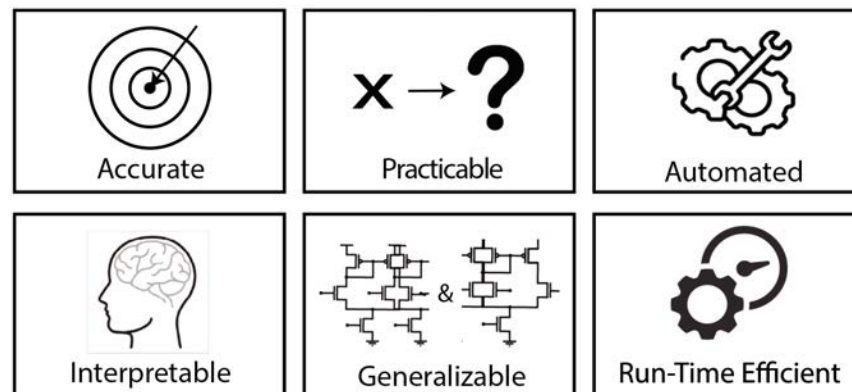 Accurate
x → ?
Practicable
Automated
Interpretable
&
Generalizable
Run-Time Efficient